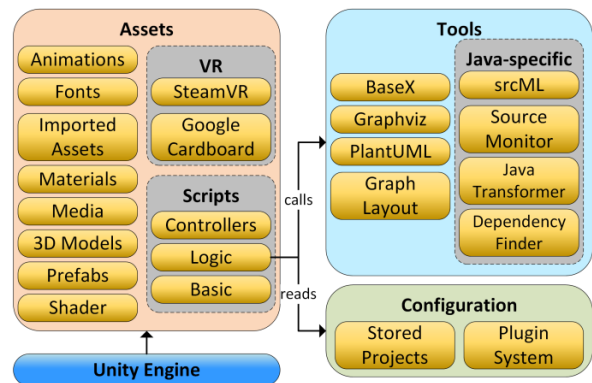 Assets
Animations
Fonts
Imported
Assets
Materials
Media
3D Models
Prefabs
Shader
VR
SteamVR
Google
Cardboard
Scripts
Controllers
Logic
Basic
Unity Engine
calls
reads
Tools
BaseX
Graphviz
PlantUML
Graph
Layout
Java-specific
srcML
Source
Monitor
Java
Transformer
Dependency
Finder
Configuration
Stored
Projects
Plugin
System